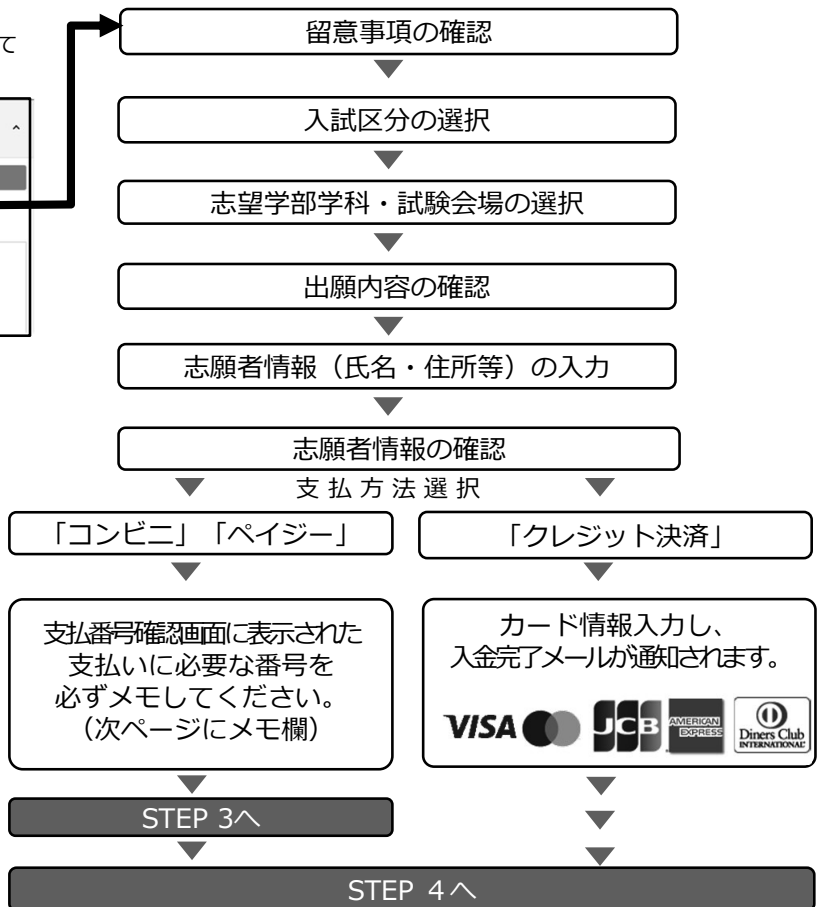 て
留意事項の確認
入試区分の選択
志望学部学科・試験会場の選択
出願内容の確認
志願者情報（氏名・住所等）の入力
志願者情報の確認
支払方法選択
「コンビニ」「ペイジー」
「クレジット決済」
支払番号確認画面に表示された
支払いに必要な番号を
必ずメモしてください。
（次ページにメモ欄）
カード情報入力し、
入金完了メールが通知されます。
VISA
JCB
AMERICAN
EXPRESS
Diners Club
INTERNATIONAL
STEP 3へ
STEP ４へ